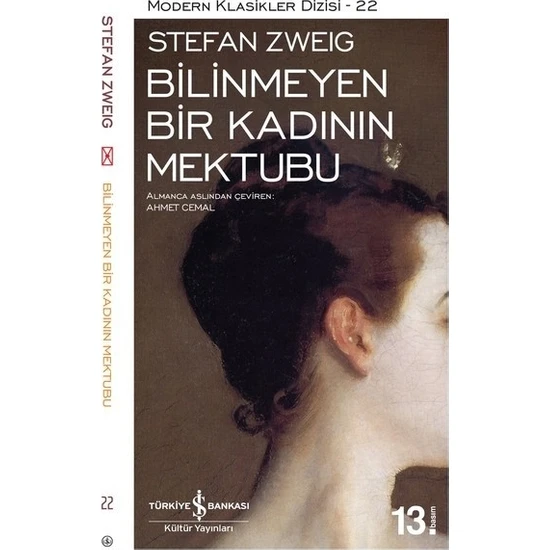 MODERN KLASİKLER DİZİSİ - 22
STEFAN ZWEIG
BİLİNMEYEN
BİR KADININ
MEKTUBU
ALMANCA ASLINDAN ÇEVİREN:
AHMET CEMAL
TÜRKİYE İŞ BANKASI
Kültür Yayınları
13.
basım
STEFAN ZWEIG
BİLİNMEYEN BİR KADININ MEKTUBU
22